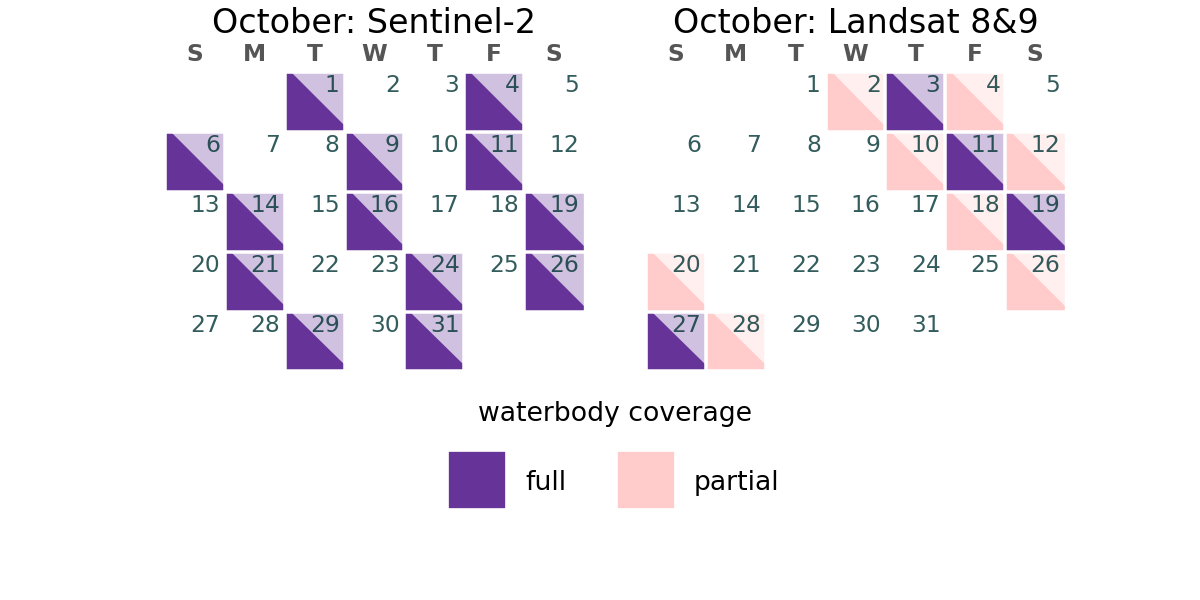 October: Sentinel-2
S M T W T F S
1 2 3 4 5
6 7 8 9 10 11 12
13 14 15 16 17 18 19
20 21 22 23 24 25 26
27 28 29 30 31
October: Landsat 8&9
S M T W T F S
1 2 3 4 5
6 7 8 9 10 11 12
13 14 15 16 17 18 19
20 21 22 23 24 25 26
27 28 29 30 31
waterbody coverage
full partial